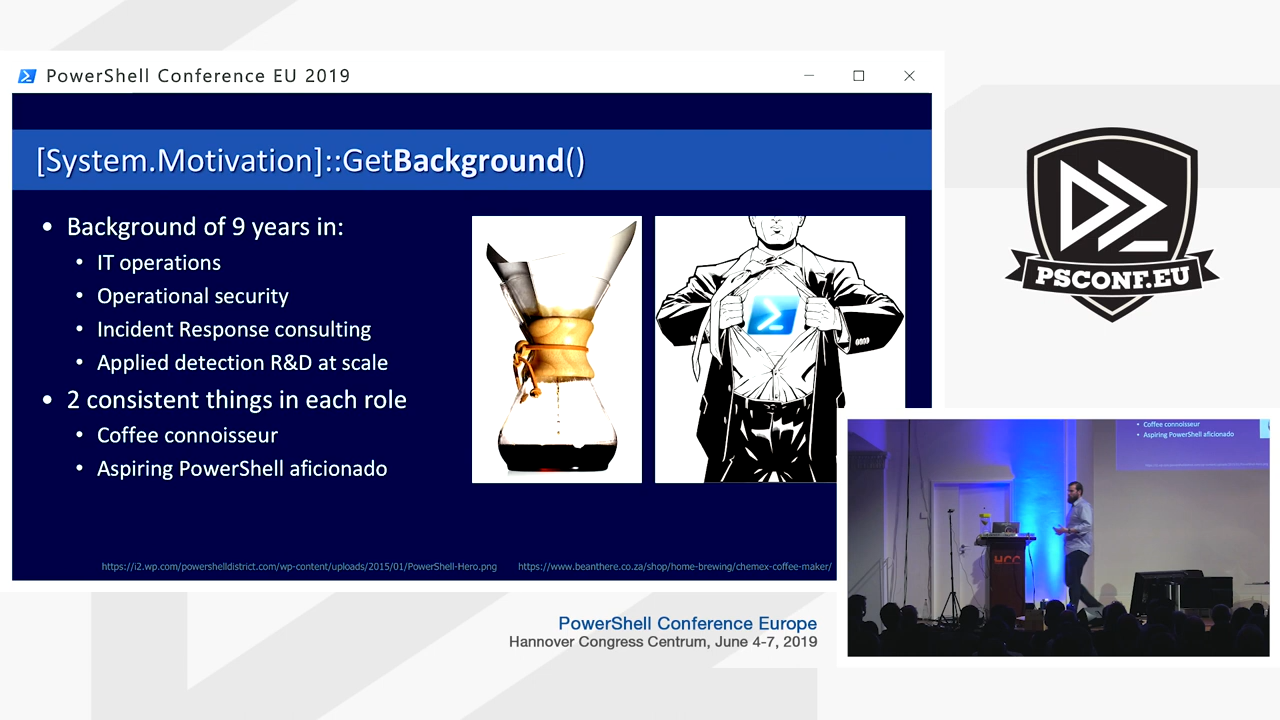 PowerShell Conference EU 2019
[System.Motivation]::GetBackground()
• Background of 9 years in:
• IT operations
• Operational security
• Incident Response consulting
• Applied detection R&D at scale
• 2 consistent things in each role
• Coffee connoisseur
• Aspiring PowerShell aficionado
https://i2.wp.com/powershelldistrict.com/wp-content/uploads/2015/01/PowerShell-Hero.png
https://www.beanthere.co.za/shop/home-brewing/chemex-coffee-maker/
PSCONF.EU
• Coffee connoisseur
• Aspiring PowerShell aficionado
HCC
PowerShell Conference Europe
Hannover Congress Centrum, June 4-7, 2019